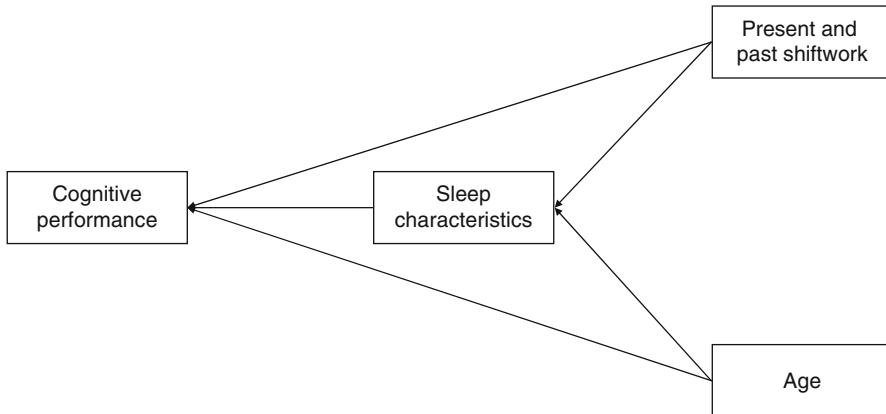 Present and
past shiftwork
Cognitive
performance
Sleep
characteristics
Age